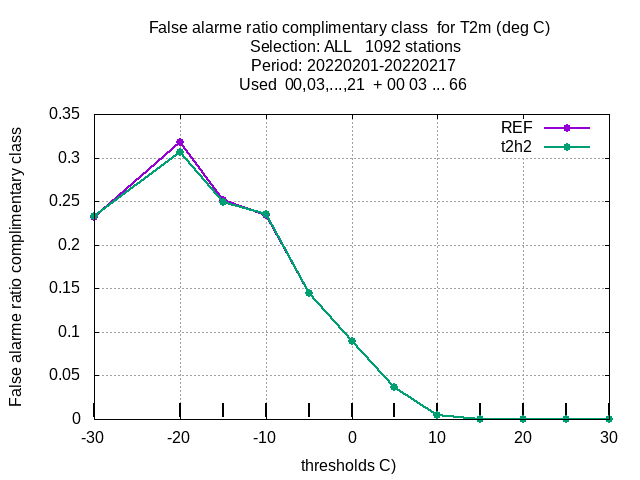 False alarme ratio complimentary class  for T2m (deg C)
Selection: ALL   1092 stations
Period: 20220201-20220217
Used  00,03,...,21  + 00 03 ... 66
False alarme ratio complimentary class
REF
t2h2
0.35
0.3
0.25
0.2
0.15
0.1
0.05
0
-30 -20 -10 0 10 20 30
thresholds C)